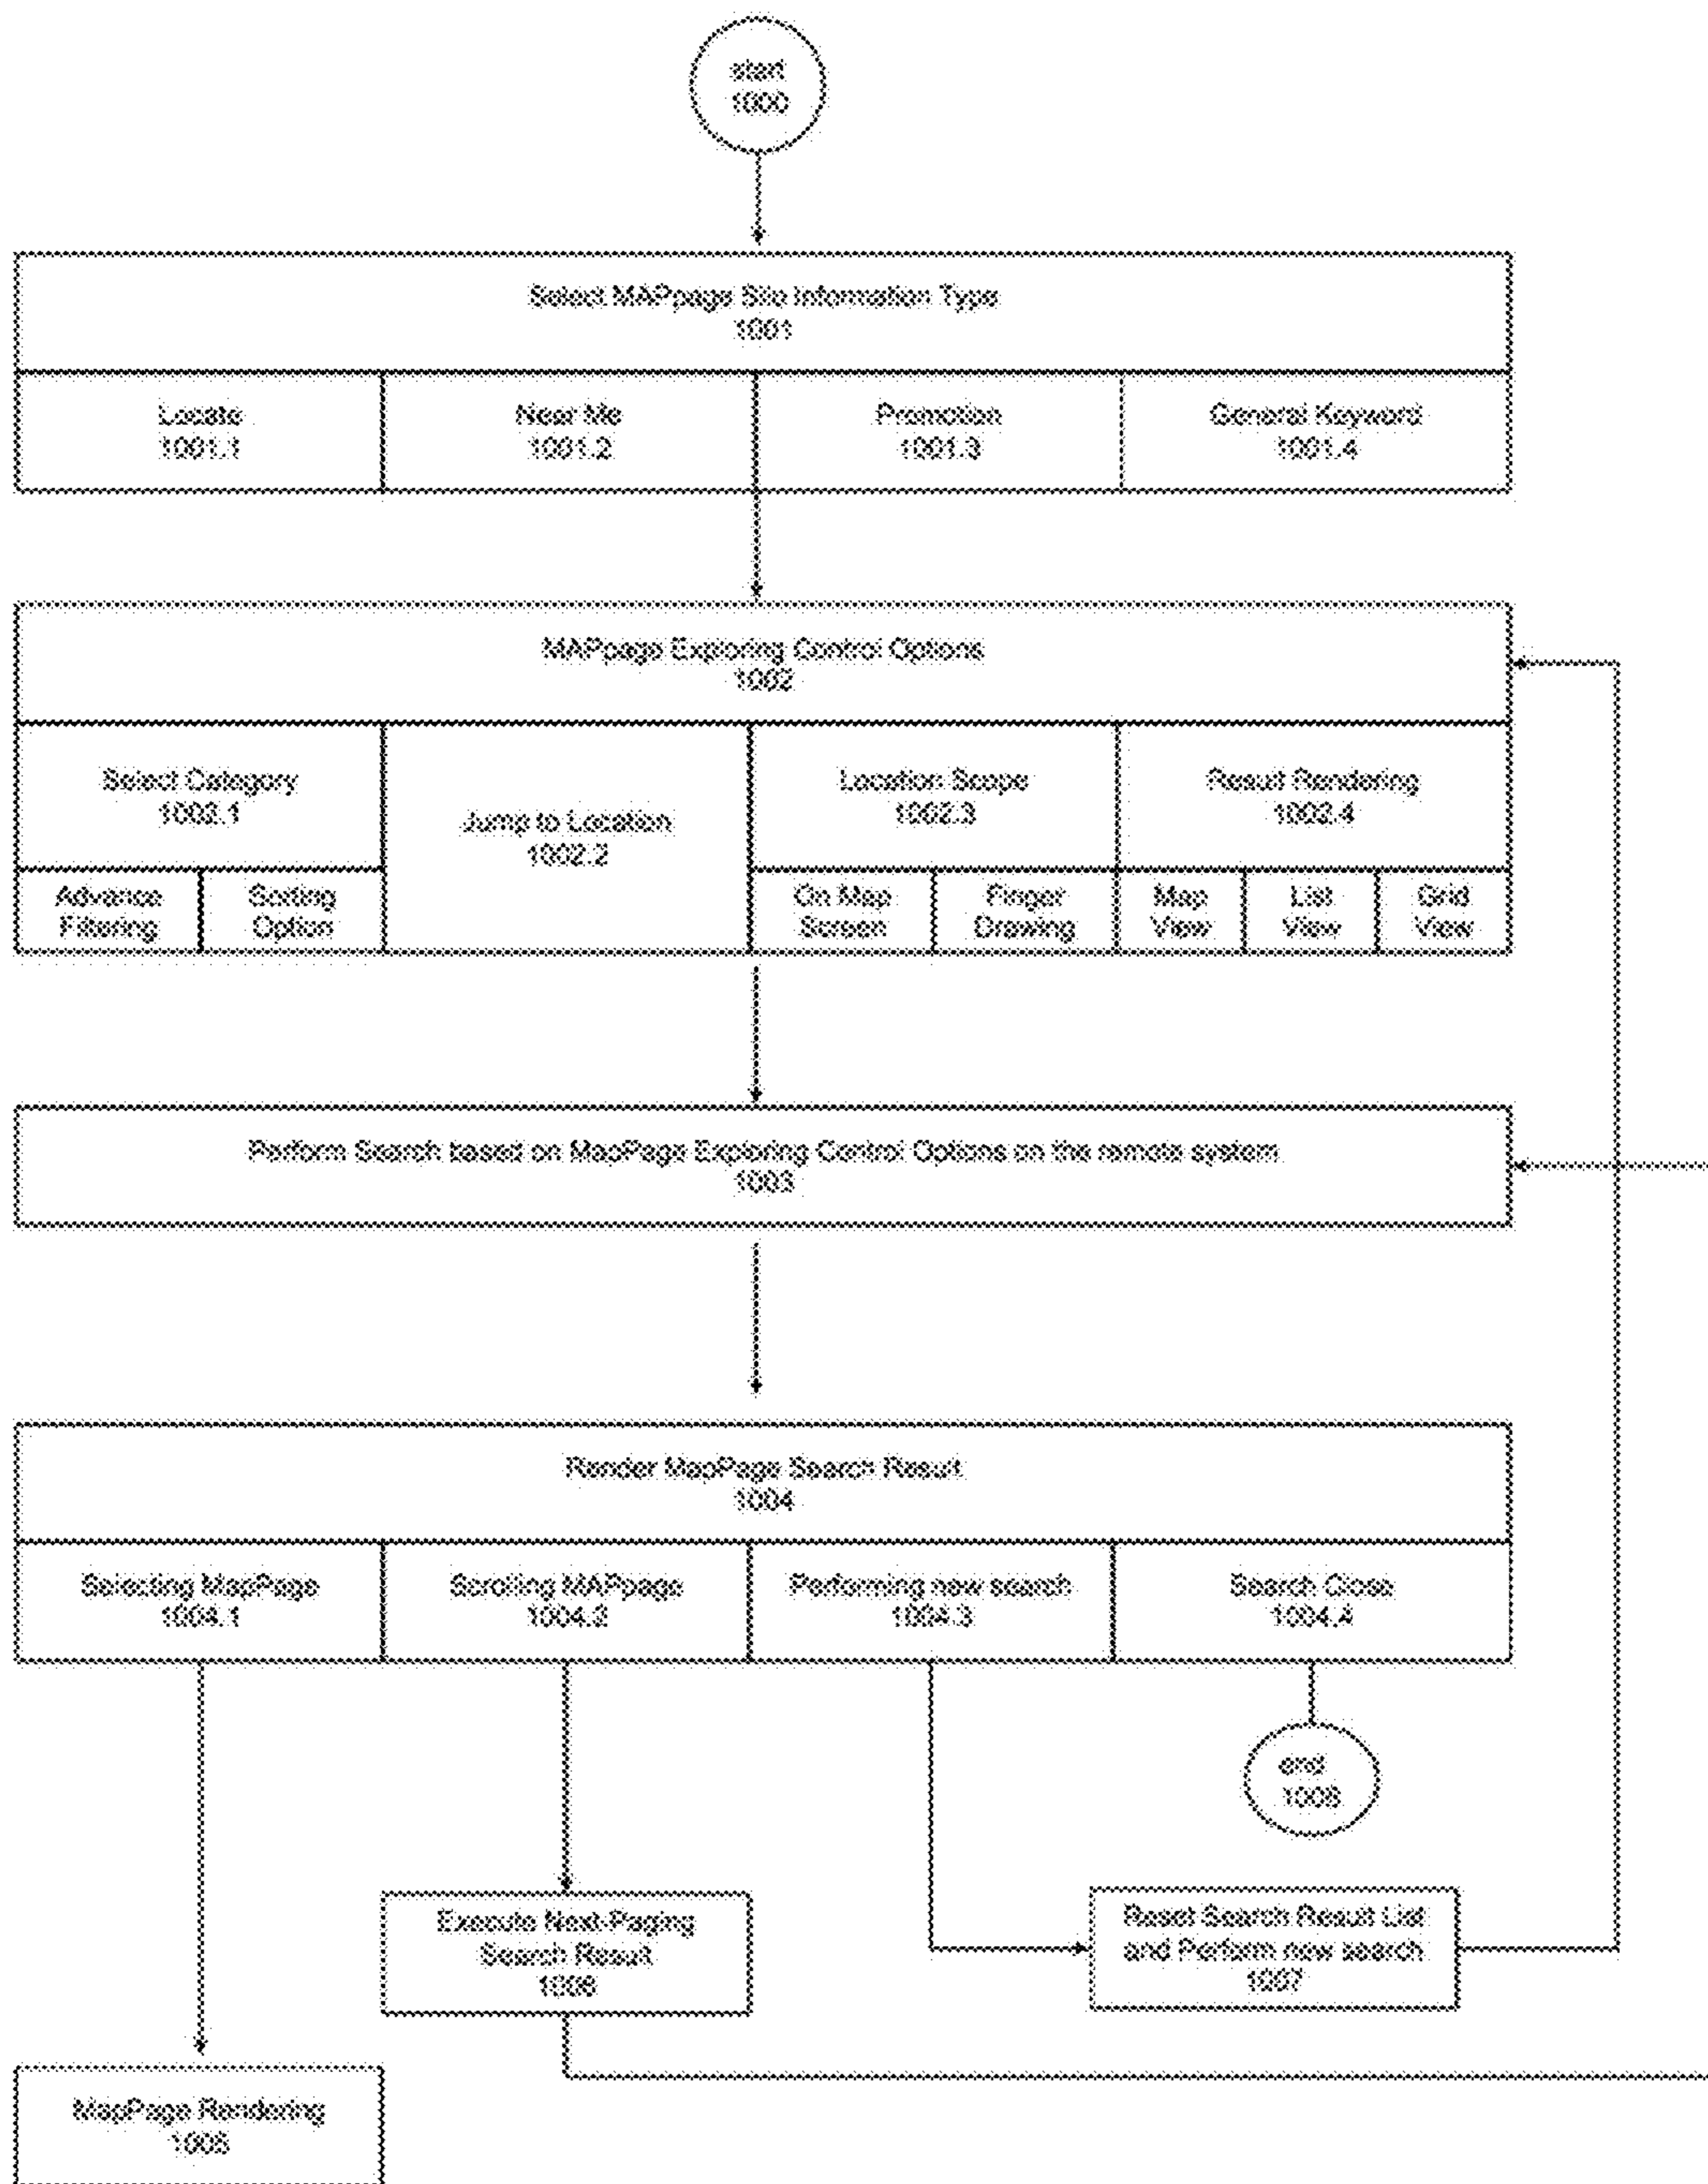 start
1000
Select MAPpage Silo Information Type
1001
Locate
1001.1
Near Me
1001.2
Promotion
1001.3
General Keyword
1001.4
MAPpage Exploring Control Options
1002
Select Category
1002.1
Jump to Location
1002.2
Location Scope
1002.3
Result Rendering
1002.4
Advance
Filtering
Sorting
Option
On Map
Screen
Finger
Drawing
Map
View
List
View
Grid
View
Perform Search based on MapPage Exploring Control Options on the remote system
1003
Render MapPage Search Result
1004
Selecting MapPage
1004.1
Scrolling MAPpage
1004.2
Performing new search
1004.3
Search Close
1004.4
end
1008
Execute Next-Paging
Search Result
1006
Reset Search Result List
and Perform new search
1007
MapPage Rendering
1005